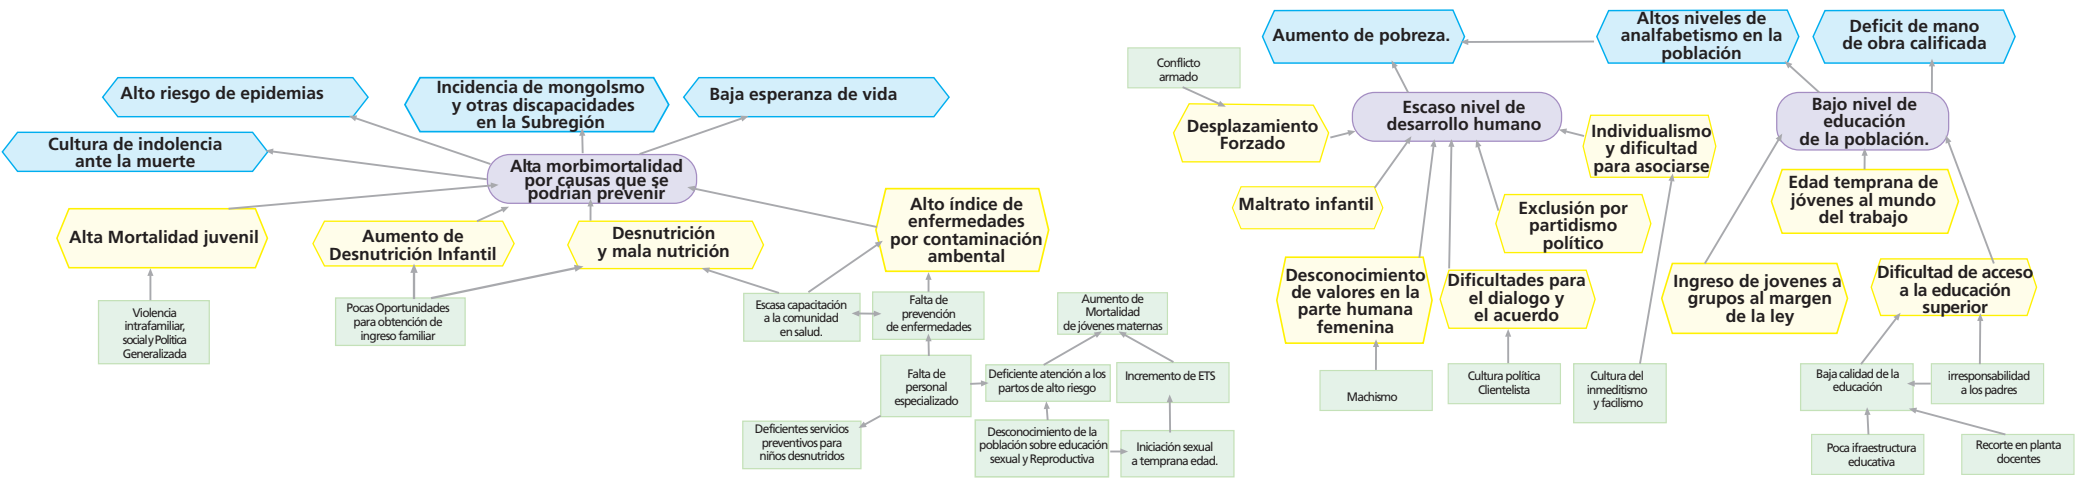 Alto riesgo de epidemias
Incidencia de mongolsmo
y otras discapacidades
en la Subregión
Baja esperanza de vida
Cultura de indolencia
ante la muerte
Alta morbimortalidad
por causas que se
podrian prevenir
Alta Mortalidad juvenil
Aumento de
Desnutrición Infantil
Desnutrición
y mala nutrición
Alto índice de
enfermedades
por contaminación
ambental
Violencia
intrafamiliar,
social y Politica
Generalizada
Pocas Oportunidades
para obtención de
ingreso familiar
Escasa capacitación
a la comunidad
en salud.
Falta de
prevención
de enfermedades
Aumento de
Mortalidad
de jóvenes maternas
Falta de
personal
especializado
Deficiente atención a los
partos de alto riesgo
Incremento de ETS
Deficientes servicios
preventivos para
niños desnutridos
Desconocimiento de la
población sobre educación
sexual y Reproductiva
Iniciación sexual
a temprana edad.
Aumento de pobreza.
Altos niveles de
analfabetismo en la
población
Deficit de mano
de obra calificada
Conflicto
armado
Desplazamiento
Forzado
Escaso nivel de
desarrollo humano
Individualismo
y dificultad
para asociarse
Bajo nivel de
educación
de la población.
Maltrato infantil
Exclusión por
partidismo
político
Edad temprana de
jóvenes al mundo
del trabajo
Desconocimiento
de valores en la
parte humana
femenina
Dificultades para
el dialogo y
el acuerdo
Ingreso de jovenes a
grupos al margen
de la ley
Dificultad de acceso
a la educación
superior
Machismo
Cultura política
Clientelista
Cultura del
inmeditismo
y facilismo
Baja calidad de la
educación
irresponsabilidad
a los padres
Poca ifraestructura
educativa
Recorte en planta
docentes